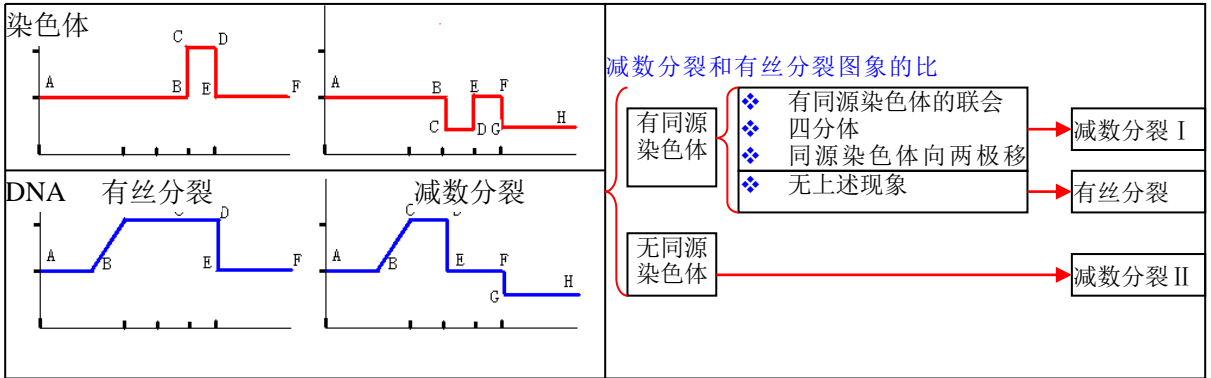 染色体
C D
A B E F
A B E F
C D G H
DNA 有丝分裂 减数分裂
C D
A B E F
C D
A B E F
G H
减数分裂和有丝分裂图象的比
有同源
染色体
❖ 有同源染色体的联会
❖ 四分体
❖ 同源染色体向两极移
❖ 无上述现象
减数分裂Ⅰ
有丝分裂
无同源
染色体
减数分裂Ⅱ